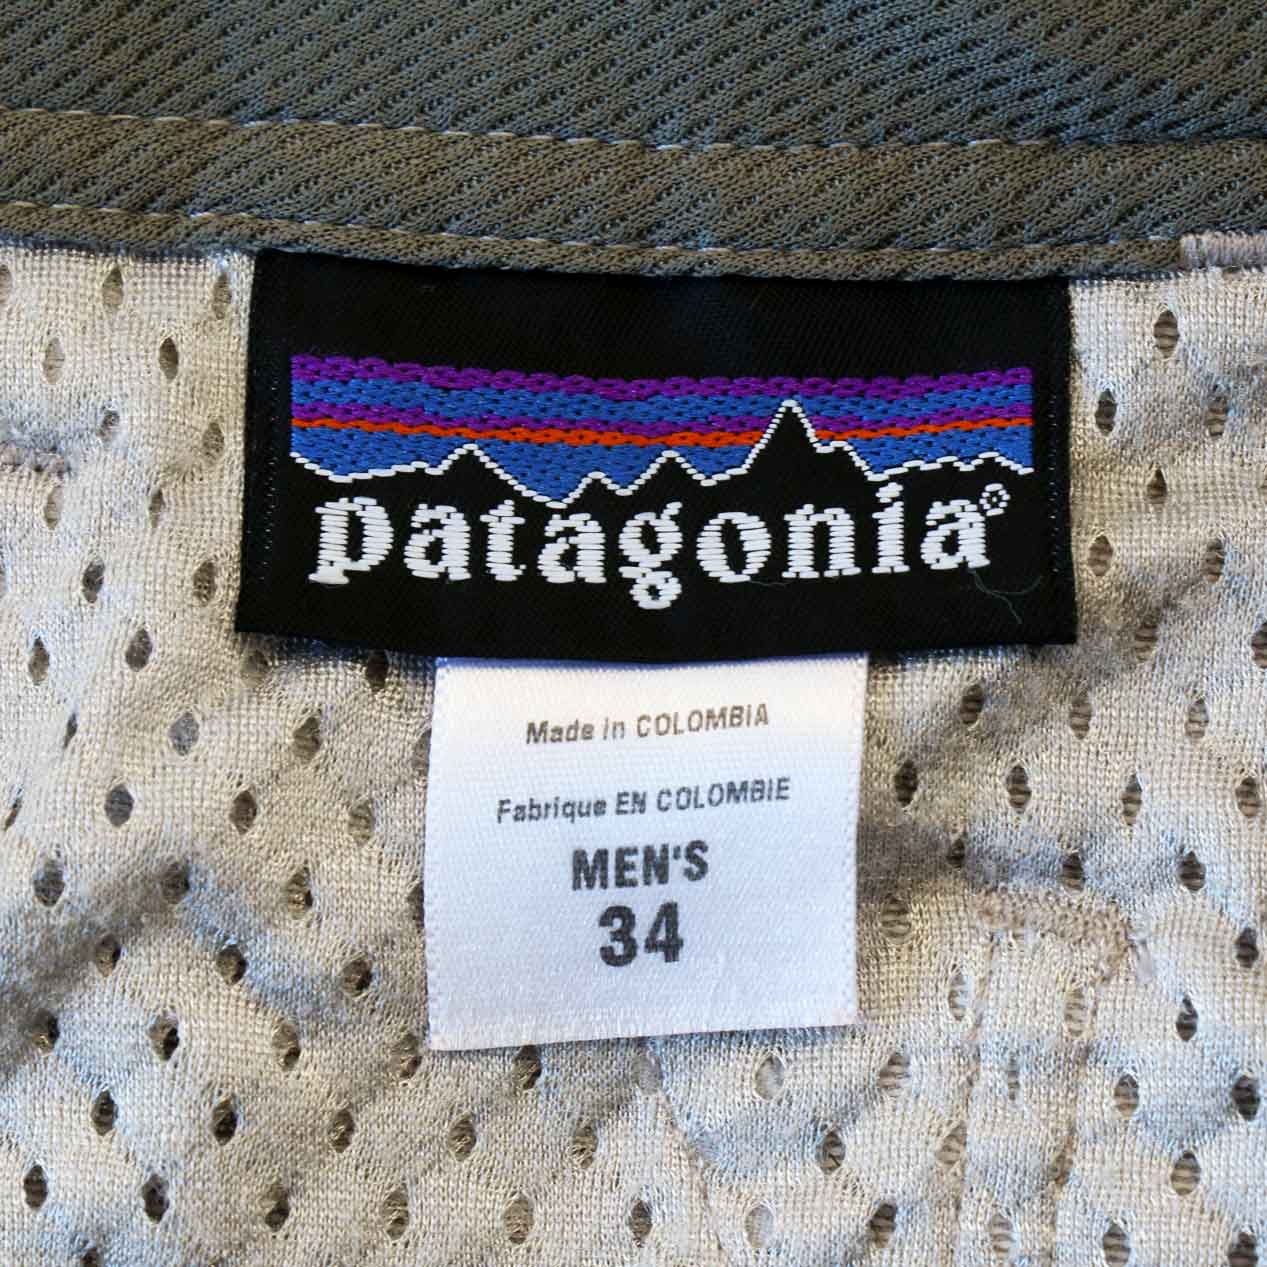 patagonia®
Made in COLOMBIA
Fabrique EN COLOMBIE
MEN'S
34